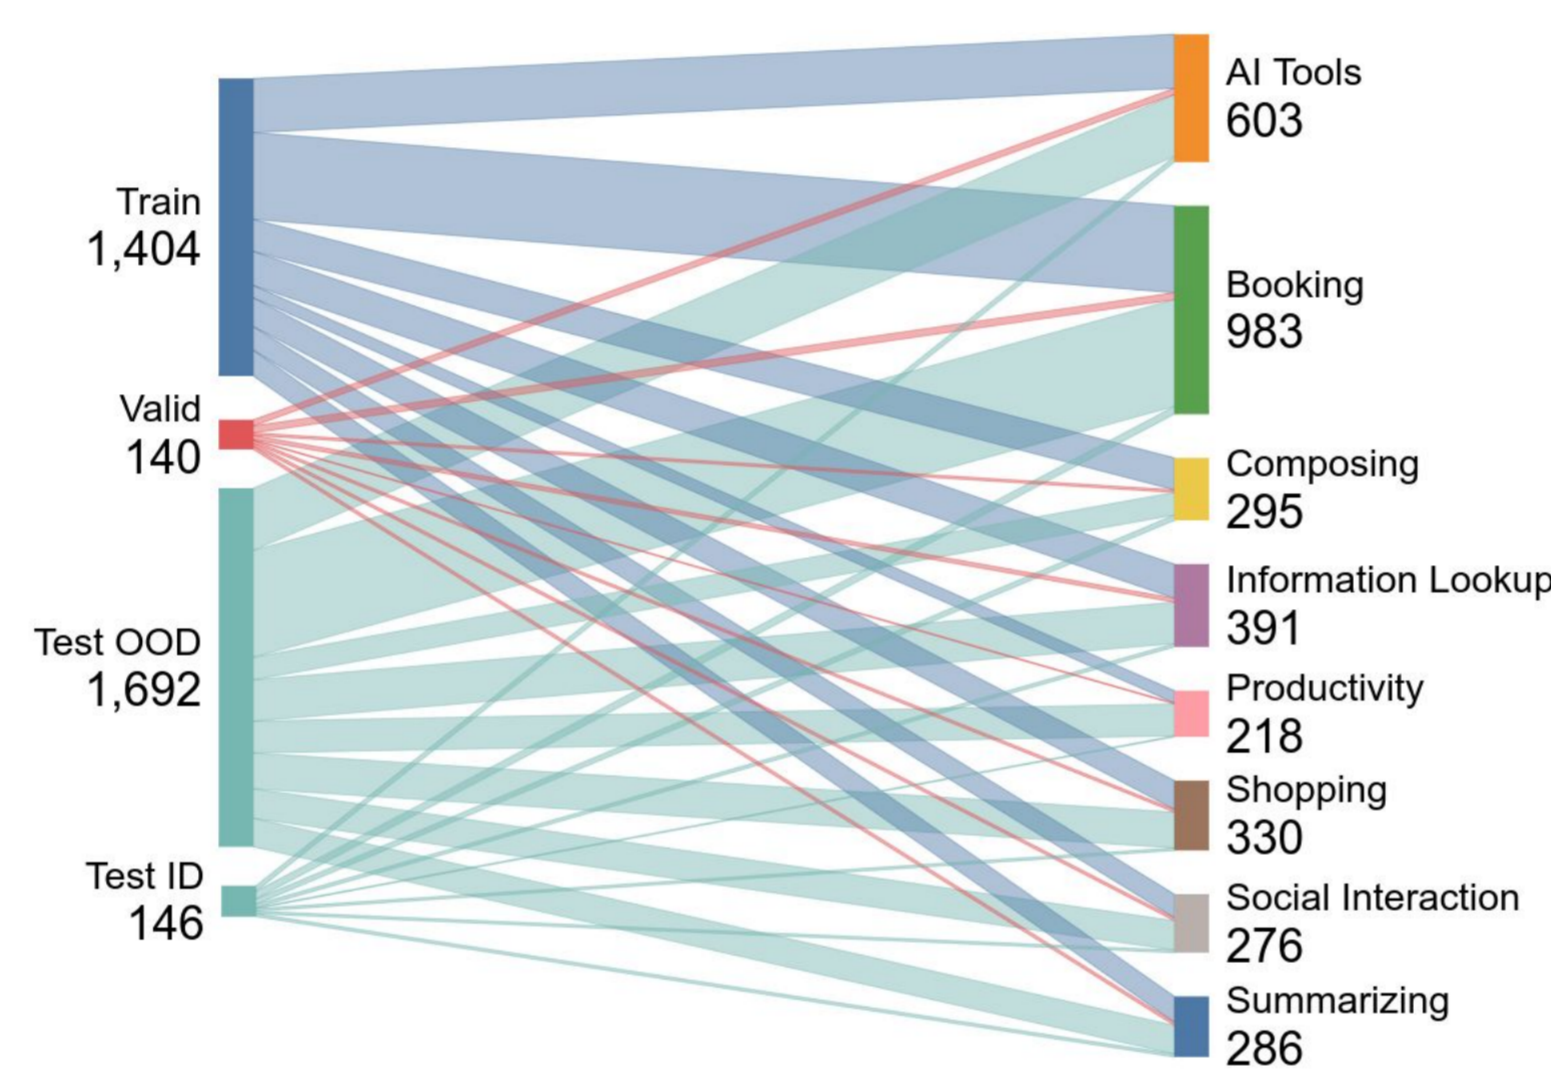 Train
1,404
Valid
140
Test OOD
1,692
Test ID
146
AI Tools
603
Booking
983
Composing
295
Information Lookup
391
Productivity
218
Shopping
330
Social Interaction
276
Summarizing
286